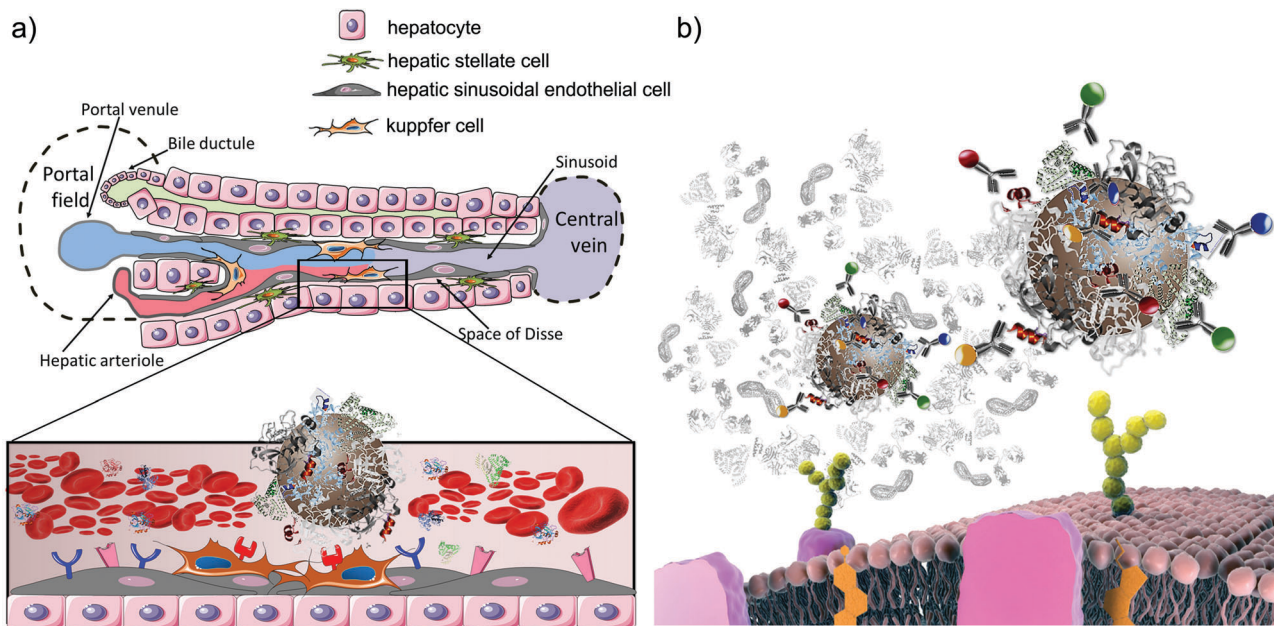 a)
hepatocyte
hepatic stellate cell
hepatic sinusoidal endothelial cell
kuppfer cell
Portal venule
Bile ductule
Portal
field
Sinusoid
Central
vein
Space of Disse
Hepatic arteriole
b)